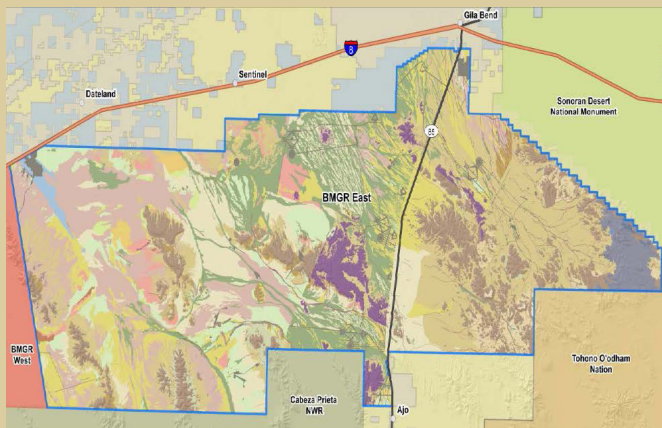 Gila Bend
8
Sentinel
Dateland
Sonoran Desert
National Monument
85
BMGR East
BMGR
West
Tohono O'odham
Nation
Cabeza Prieta
NWR
Ajo